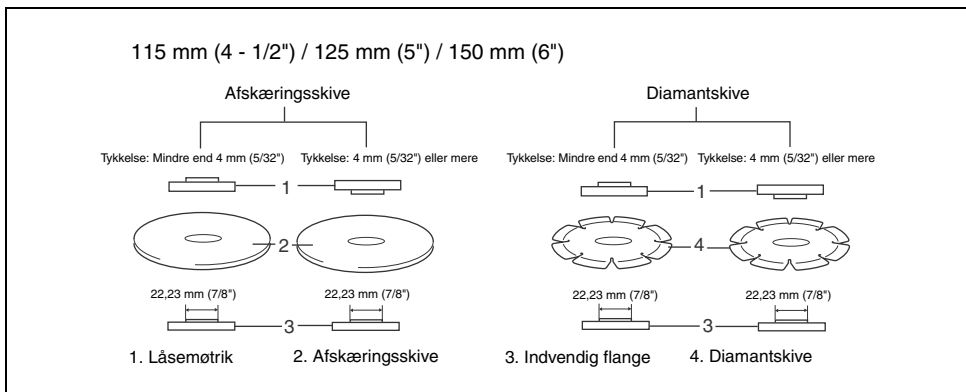 115 mm (4 - 1/2") / 125 mm (5") / 150 mm (6")
Afskæringsskive Diamantskive
Tykkelse: Mindre end 4 mm (5/32") Tykkelse: 4 mm (5/32") eller mere Tykkelse: Mindre end 4 mm (5/32") Tykkelse: 4 mm (5/32") eller mere
1 1
2 4
22,23 mm (7/8") 22,23 mm (7/8") 22,23 mm (7/8") 22,23 mm (7/8")
3 3
1. Låsemøtrik 2. Afskæringsskive 3. Indvendig flange 4. Diamantskive